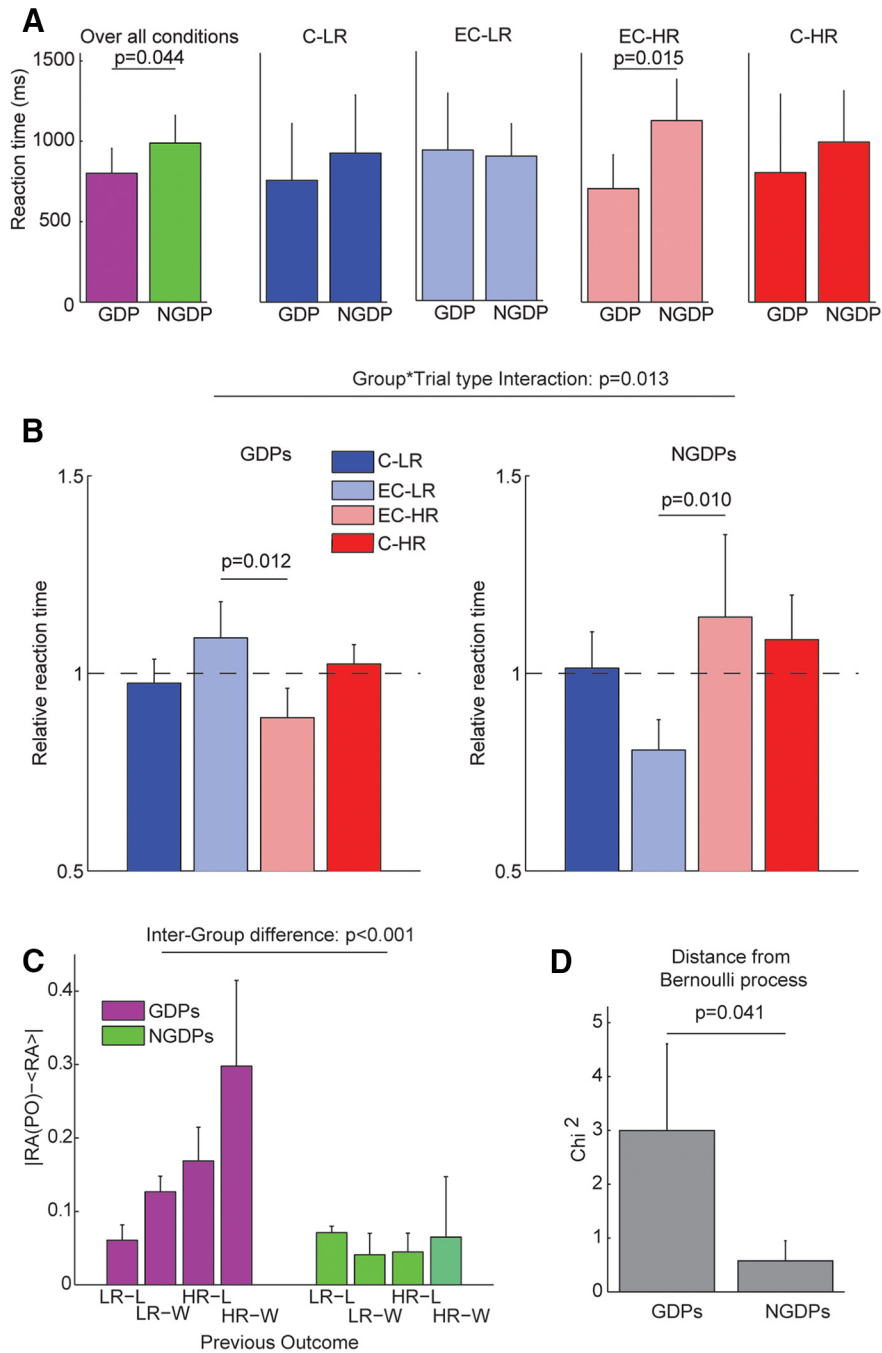 A
Over all conditions
C-LR
EC-LR
EC-HR
C-HR
p=0.044
p=0.015
Reaction time (ms)
1500
1000
500
0
GDP NGDP
GDP NGDP
GDP NGDP
GDP NGDP
GDP NGDP
Group*Trial type Interaction: p=0.013
B
GDPs
C-LR
EC-LR
EC-HR
C-HR
Relative reaction time
1.5
1
0.5
p=0.012
NGDPs
Relative reaction time
1.5
1
0.5
p=0.010
C
Inter-Group difference: p<0.001
GDPs
NGDPs
|RA(PO)−<RA>|
0.4
0.3
0.2
0.1
0
LR−L
LR−W
HR−L
HR−W
LR−L
LR−W
HR−L
HR−W
Previous Outcome
D
Distance from
Bernoulli process
p=0.041
Chi 2
5
4
3
2
1
0
GDPs
NGDPs